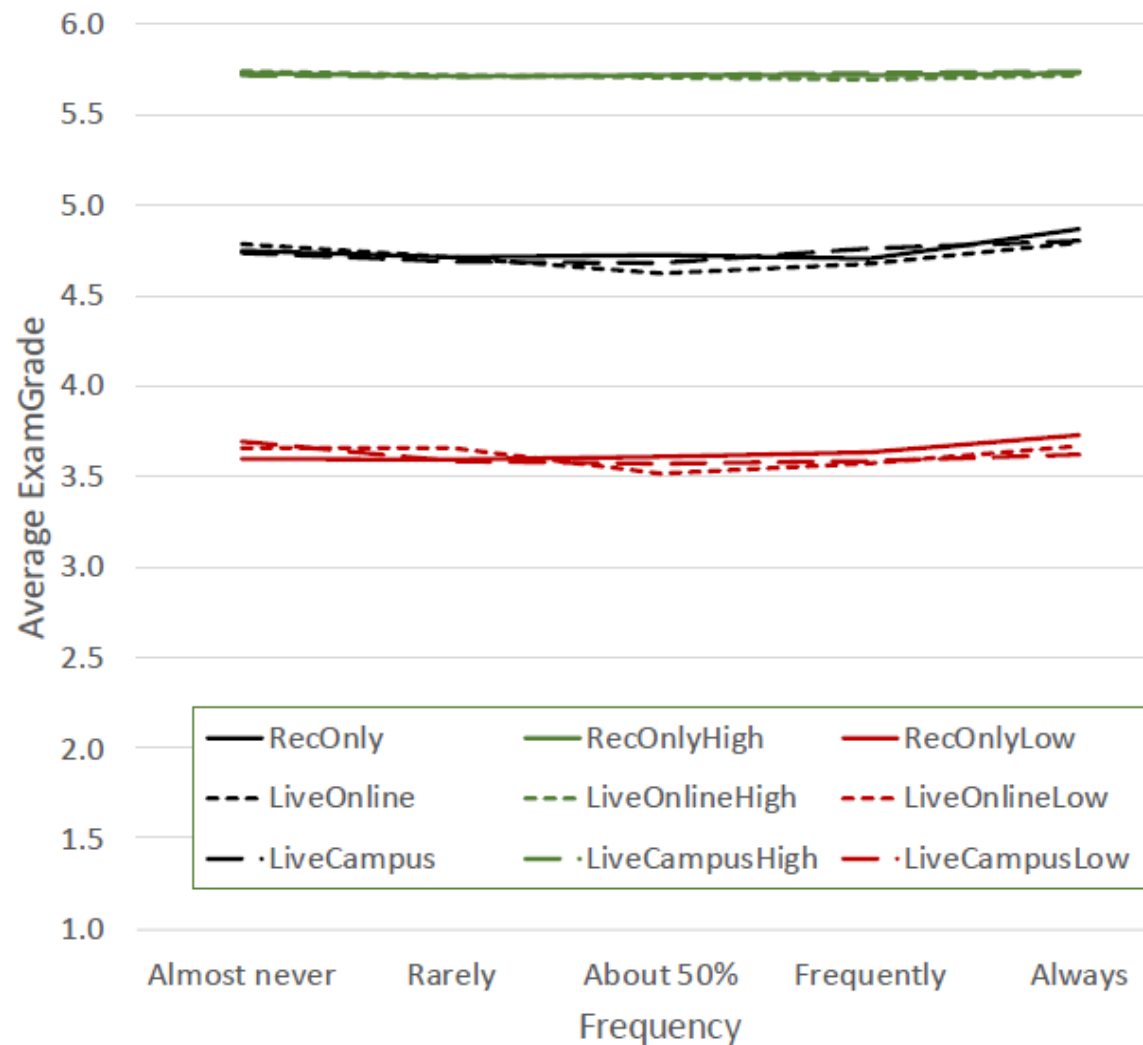 6.0
5.5
5.0
4.5
4.0
3.5
3.0
2.5
2.0
1.5
1.0
Average ExamGrade
RecOnly RecOnlyHigh RecOnlyLow
LiveOnline LiveOnlineHigh LiveOnlineLow
LiveCampus LiveCampusHigh LiveCampusLow
Almost never Rarely About 50% Frequently Always
Frequency